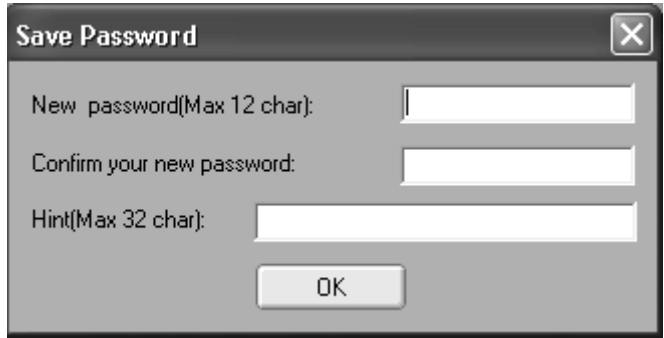 Save Password
New  password(Max 12 char):
Confirm your new password:
Hint(Max 32 char):
OK